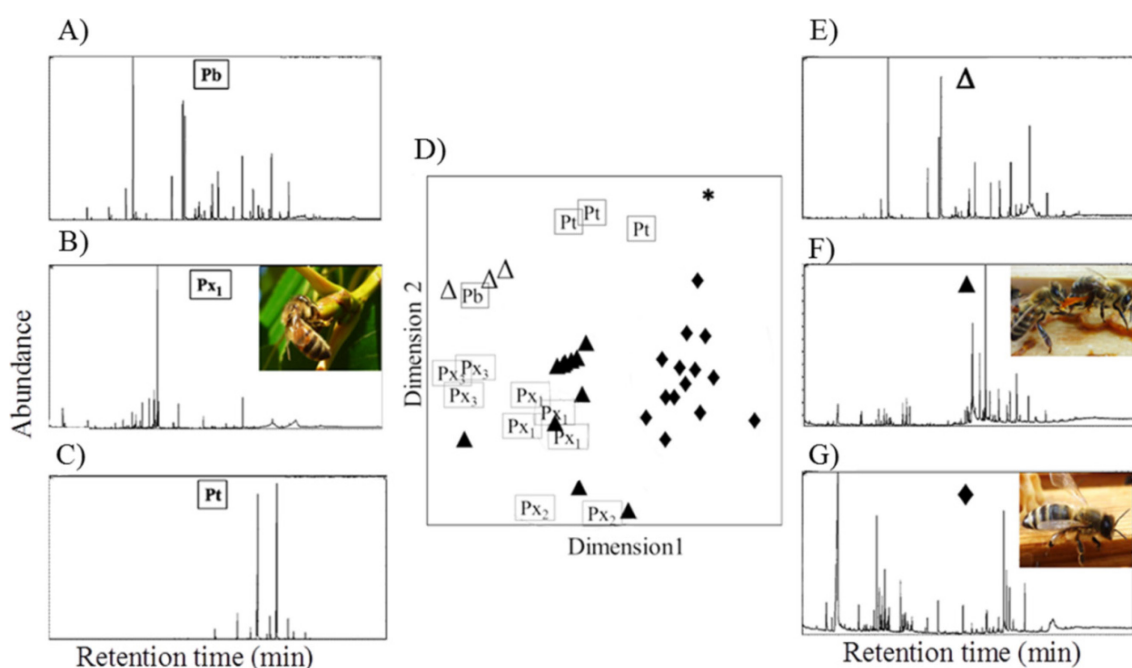 A)
Pb
B)
Px1
C)
Pt
Abundance
Retention time (min)
D)
*
Pt Pt Pt
Δ Δ Δ
Pb
Px3 Px3
Px3 Px1
Px1 Px1
Px1
Px2 Px2
Dimension 2
Dimension1
E)
Δ
F)
G)
Retention time (min)